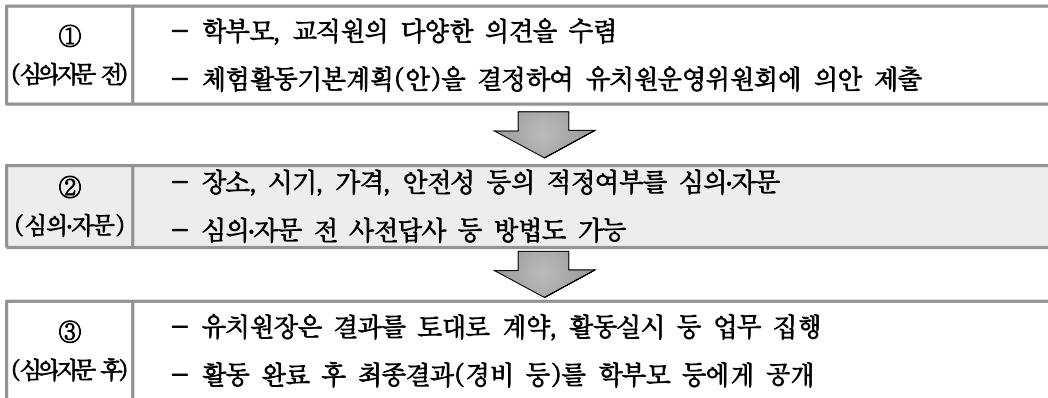 ①
(심의자문 전)
– 학부모, 교직원의 다양한 의견을 수렴
– 체험활동기본계획(안)을 결정하여 유치원운영위원회에 의안 제출
②
(심의·자문)
– 장소, 시기, 가격, 안전성 등의 적정여부를 심의·자문
– 심의·자문 전 사전답사 등 방법도 가능
③
(심의자문 후)
– 유치원장은 결과를 토대로 계약, 활동실시 등 업무 집행
– 활동 완료 후 최종결과(경비 등)를 학부모 등에게 공개